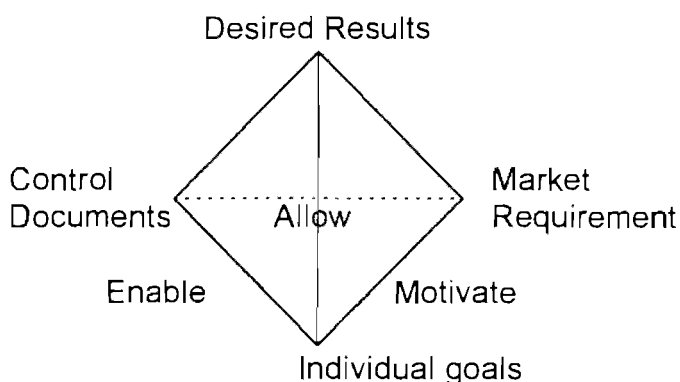 Desired Results
Control
Documents
Market
Requirement
Allow
Enable
Motivate
Individual goals